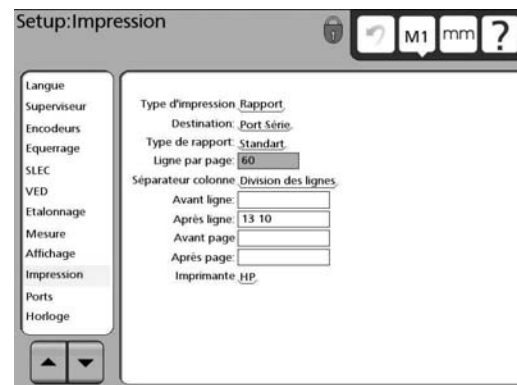 Setup:Impression
M1 mm ?
Langue
Superviseur
Encodeurs
Equerrage
SLEC
VED
Etalonnage
Mesure
Affichage
Impression
Ports
Horloge
Type d'impression Rapport
Destination: Port Série
Type de rapport: Standart
Ligne par page: 60
Séparateur colonne Division des lignes
Avant ligne:
Après ligne: 13 10
Avant page
Après page:
Imprimante HP